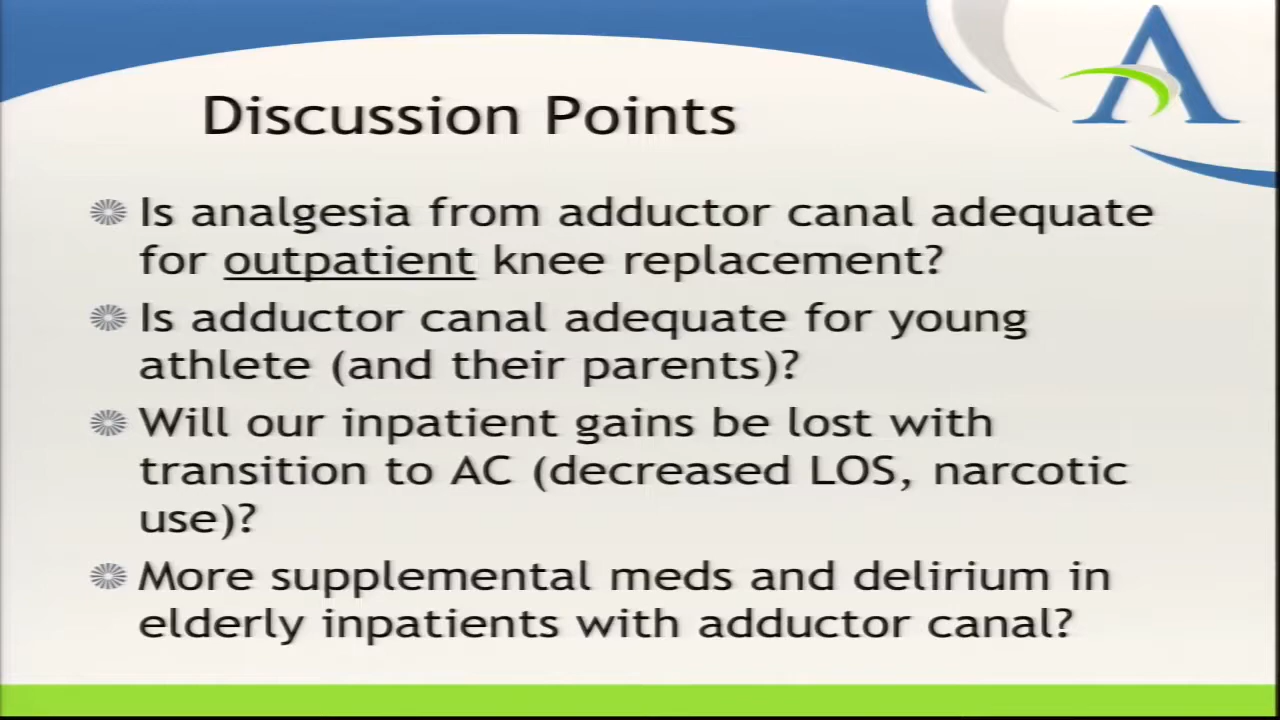 Discussion Points
Is analgesia from adductor canal adequate
for outpatient knee replacement?
Is adductor canal adequate for young
athlete (and their parents)?
Will our inpatient gains be lost with
transition to AC (decreased LOS, narcotic
use)?
More supplemental meds and delirium in
elderly inpatients with adductor canal?